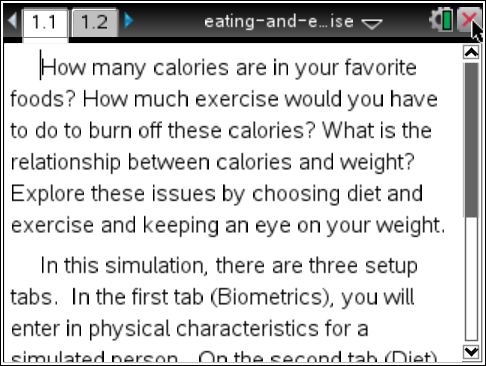 1.1 1.2 eating-and-e...ise
How many calories are in your favorite
foods? How much exercise would you have
to do to burn off these calories? What is the
relationship between calories and weight?
Explore these issues by choosing diet and
exercise and keeping an eye on your weight.
In this simulation, there are three setup
tabs. In the first tab (Biometrics), you will
enter in physical characteristics for a
simulated person. On the second tab (Diet)